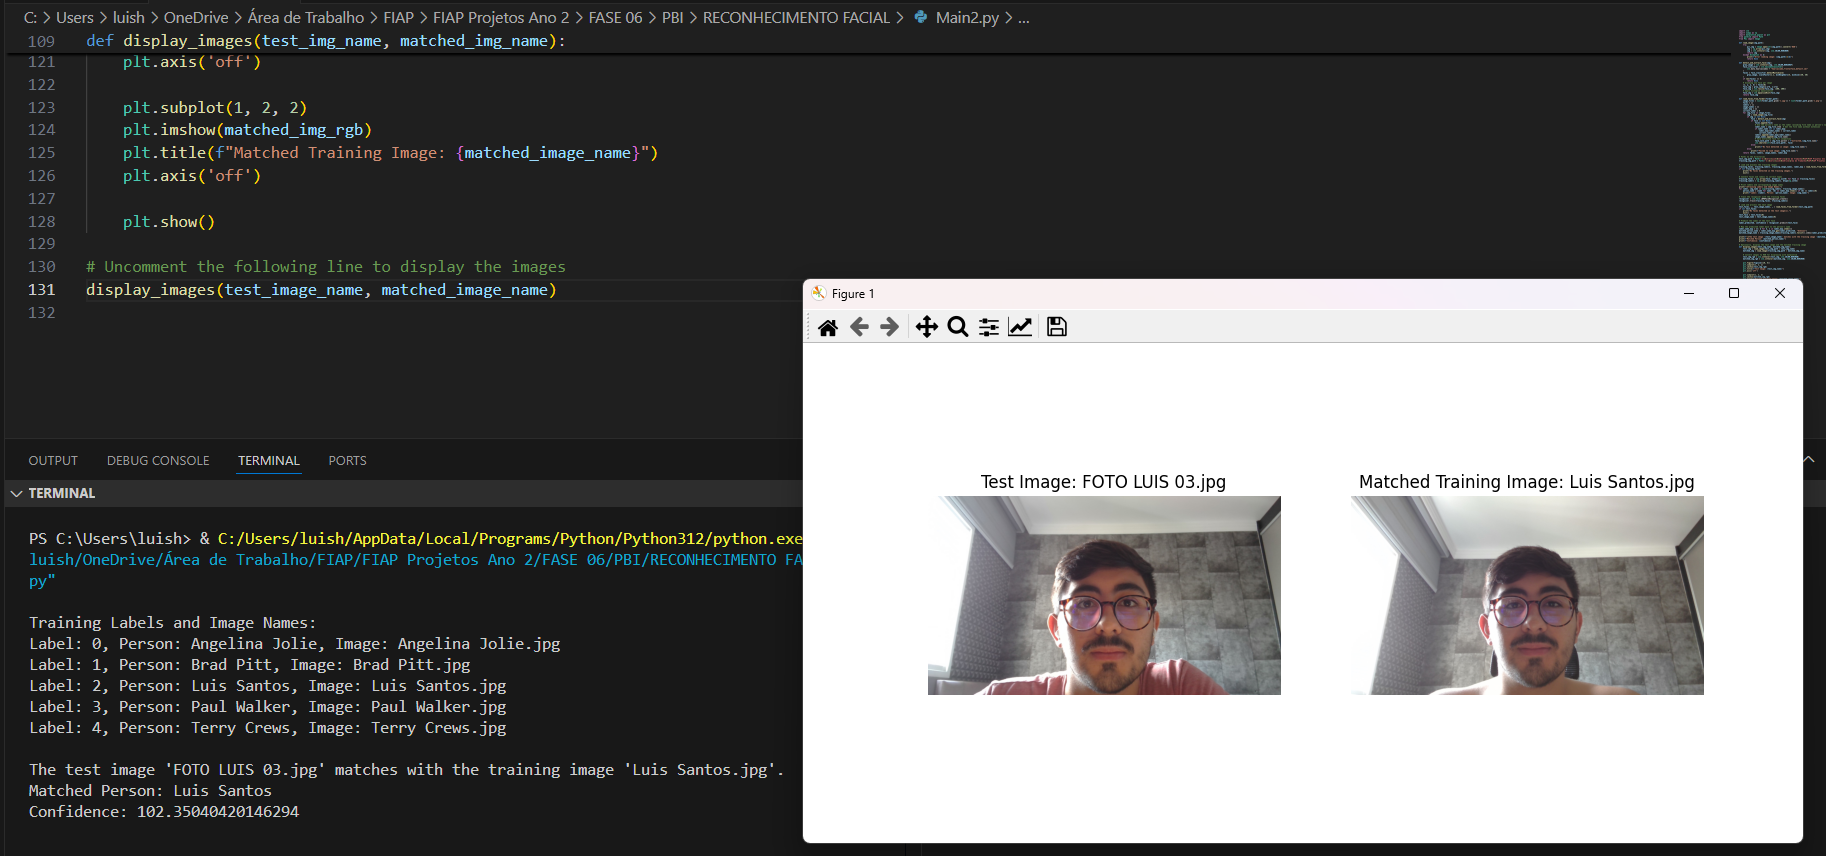 C: > Users > luish > OneDrive > Área de Trabalho > FIAP > FIAP Projetos Ano 2 > FASE 06 > PBI > RECONHECIMENTO FACIAL > Main2.py > ...
109 def display_images(test_img_name, matched_img_name):
121 plt.axis('off')
122
123 plt.subplot(1, 2, 2)
124 plt.imshow(matched_img_rgb)
125 plt.title(f"Matched Training Image: {matched_image_name}")
126 plt.axis('off')
127
128 plt.show()
129
130 # Uncomment the following line to display the images
131 display_images(test_image_name, matched_image_name)
132
OUTPUT DEBUG CONSOLE TERMINAL PORTS
TERMINAL
PS C:\Users\luish> & C:/Users/luish/AppData/Local/Programs/Python/Python312/python.exe
luish/OneDrive/Área de Trabalho/FIAP/FIAP Projetos Ano 2/FASE 06/PBI/RECONHECIMENTO FA
py"
Training Labels and Image Names:
Label: 0, Person: Angelina Jolie, Image: Angelina Jolie.jpg
Label: 1, Person: Brad Pitt, Image: Brad Pitt.jpg
Label: 2, Person: Luis Santos, Image: Luis Santos.jpg
Label: 3, Person: Paul Walker, Image: Paul Walker.jpg
Label: 4, Person: Terry Crews, Image: Terry Crews.jpg
The test image 'FOTO LUIS 03.jpg' matches with the training image 'Luis Santos.jpg'.
Matched Person: Luis Santos
Confidence: 102.35040420146294
Figure 1
Test Image: FOTO LUIS 03.jpg
Matched Training Image: Luis Santos.jpg